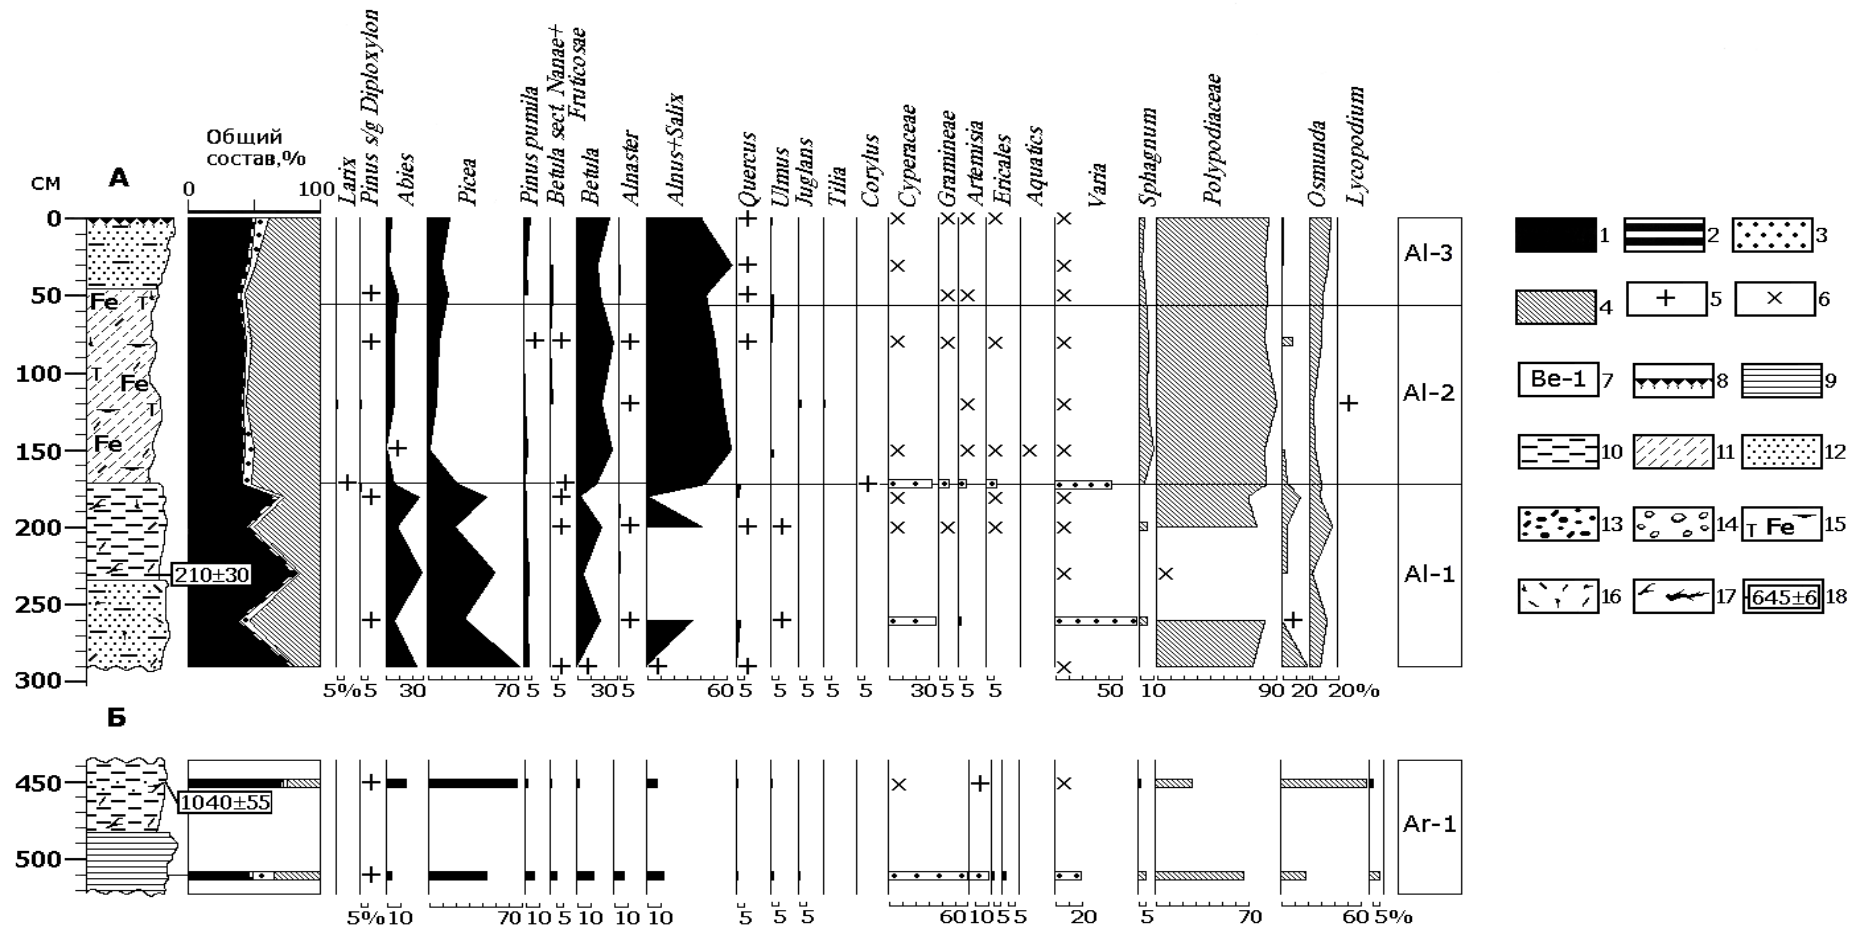 Общий
состав,%
Larix
Pinus s/g Diploxylon
Abies
Picea
Pinus pumila
Betula sect. Nanae+
Fruticosae
Betula
Alnaster
Alnus+Salix
Quercus
Ulmus
Juglans
Tilia
Corylus
Cyperaceae
Gramineae
Artemisia
Ericales
Aquatics
Varia
Sphagnum
Polypodiaceae
Osmunda
Lycopodium
см А
0 100
0
50
100
150
200
250
300
Fe T
T Fe
T
Fe
210±30
Al-3
Al-2
Al-1
5% 5 30 70 5 5 30 5 60 5 5 5 5 5 30 5 5 5 50 10 90 20 20%
Б
450
500
1040±55
Ar-1
5% 10 70 10 5 10 10 10 5 5 5 60 10 5 5 20 5 70 60 5%
1 2 3
4 5 6
Be-1 7 8 9
10 11 12
13 14 T Fe 15
16 17 645±6 18